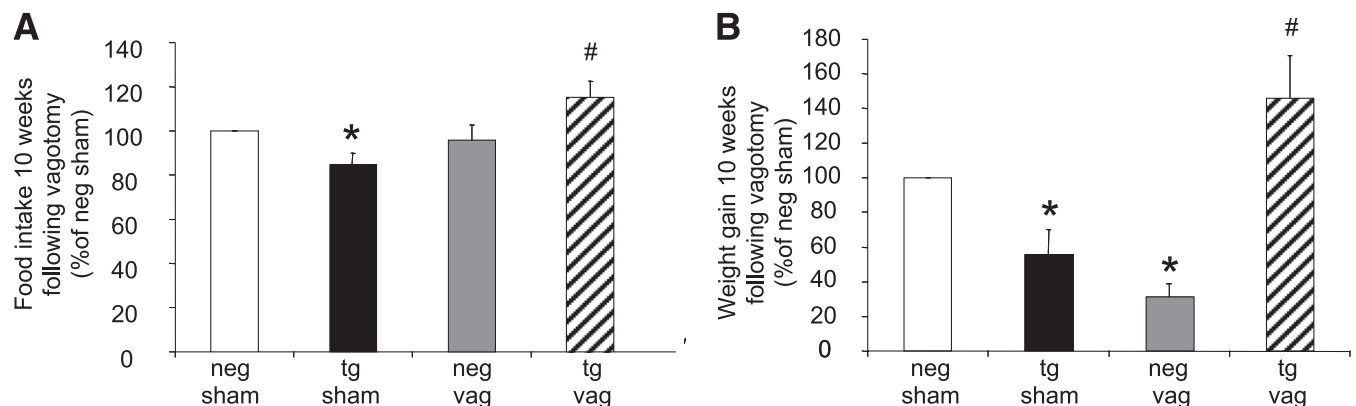 A
Food intake 10 weeks
following vagotomy
(%of neg sham)
140
120
100
80
60
40
20
0
*
#
neg
sham
tg
sham
neg
vag
tg
vag
B
Weight gain 10 weeks
following vagotomy
(%of neg sham)
180
160
140
120
100
80
60
40
20
0
*
*
#
neg
sham
tg
sham
neg
vag
tg
vag